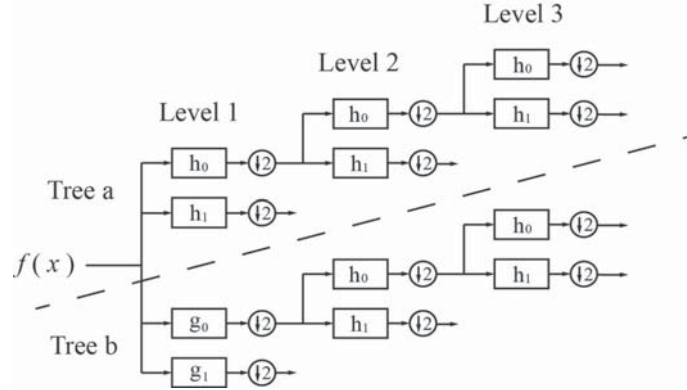 Level 3
h₀ ↓2
Level 2
h₀ ↓2 h₁ ↓2
Level 1
h₀ ↓2 h₁ ↓2
Tree a
h₁ ↓2
h₀ ↓2
f(x)
h₀ ↓2 h₁ ↓2
Tree b
g₀ ↓2 h₁ ↓2
g₁ ↓2